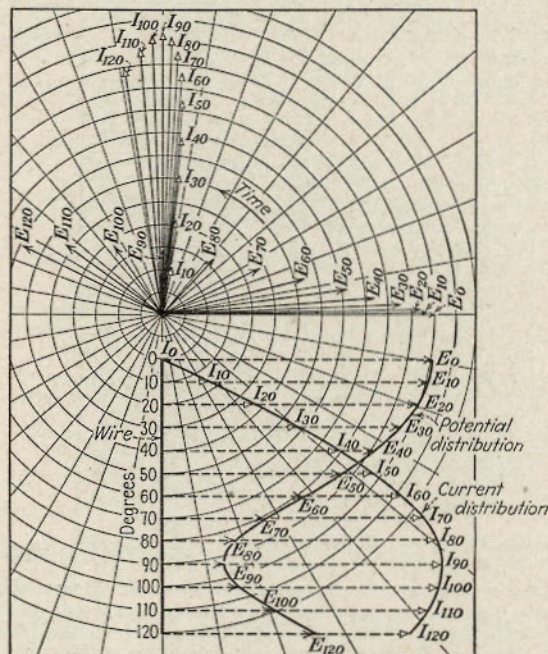 I100 I90
I110 I80
I120 I70
I60
I50
I40
I30
Time
I20
E120 E110 E100 E90 E80 E70 E60 E50 E40 E30 E20 E10 E0
I10
0 I0 E0
10 I10 E10
20 I20 E20
30 I30 E30 Potential
Wire distribution
40 I40 E40
50 E50 I50
60 E60 I60 Current
distribution
70 E70 I70
80 E80 I80
90 E90 I90
100 E100 I100
110 I110
120 E120 I120
Degrees